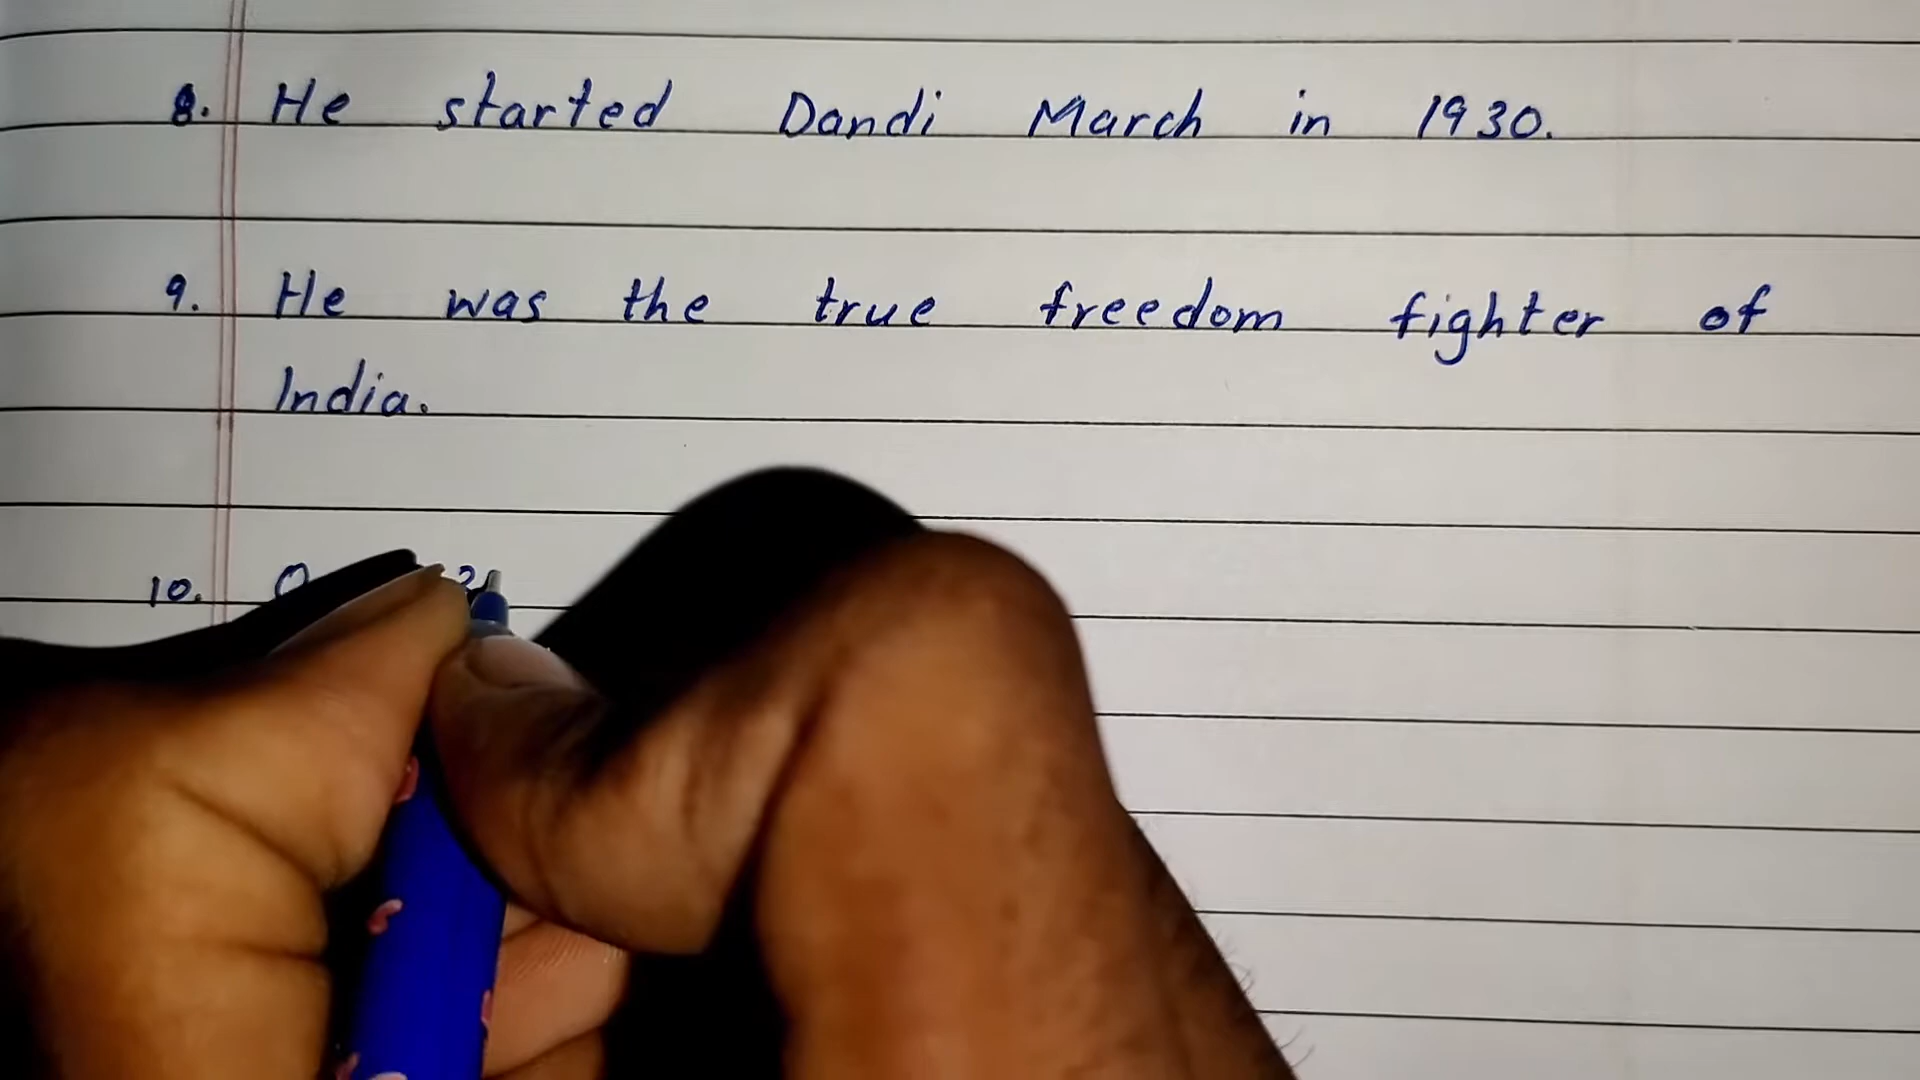 8. He started Dandi March in 1930.
9. He was the true freedom fighter of
India.
10.